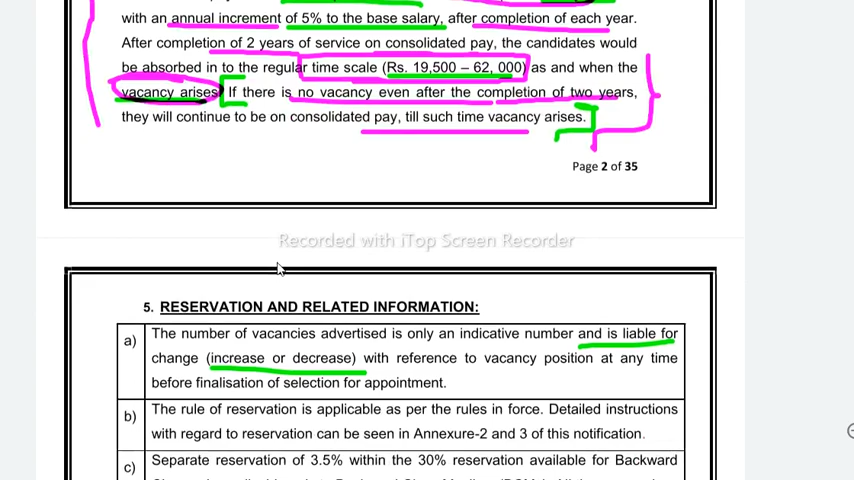 with an annual increment of 5% to the base salary, after completion of each year.
After completion of 2 years of service on consolidated pay, the candidates would
be absorbed in to the regular time scale (Rs. 19,500 – 62, 000) as and when the
vacancy arises. If there is no vacancy even after the completion of two years,
they will continue to be on consolidated pay, till such time vacancy arises.
Page 2 of 35
Recorded with iTop Screen Recorder
5. RESERVATION AND RELATED INFORMATION:
a) The number of vacancies advertised is only an indicative number and is liable for
change (increase or decrease) with reference to vacancy position at any time
before finalisation of selection for appointment.
b) The rule of reservation is applicable as per the rules in force. Detailed instructions
with regard to reservation can be seen in Annexure-2 and 3 of this notification.
c) Separate reservation of 3.5% within the 30% reservation available for Backward